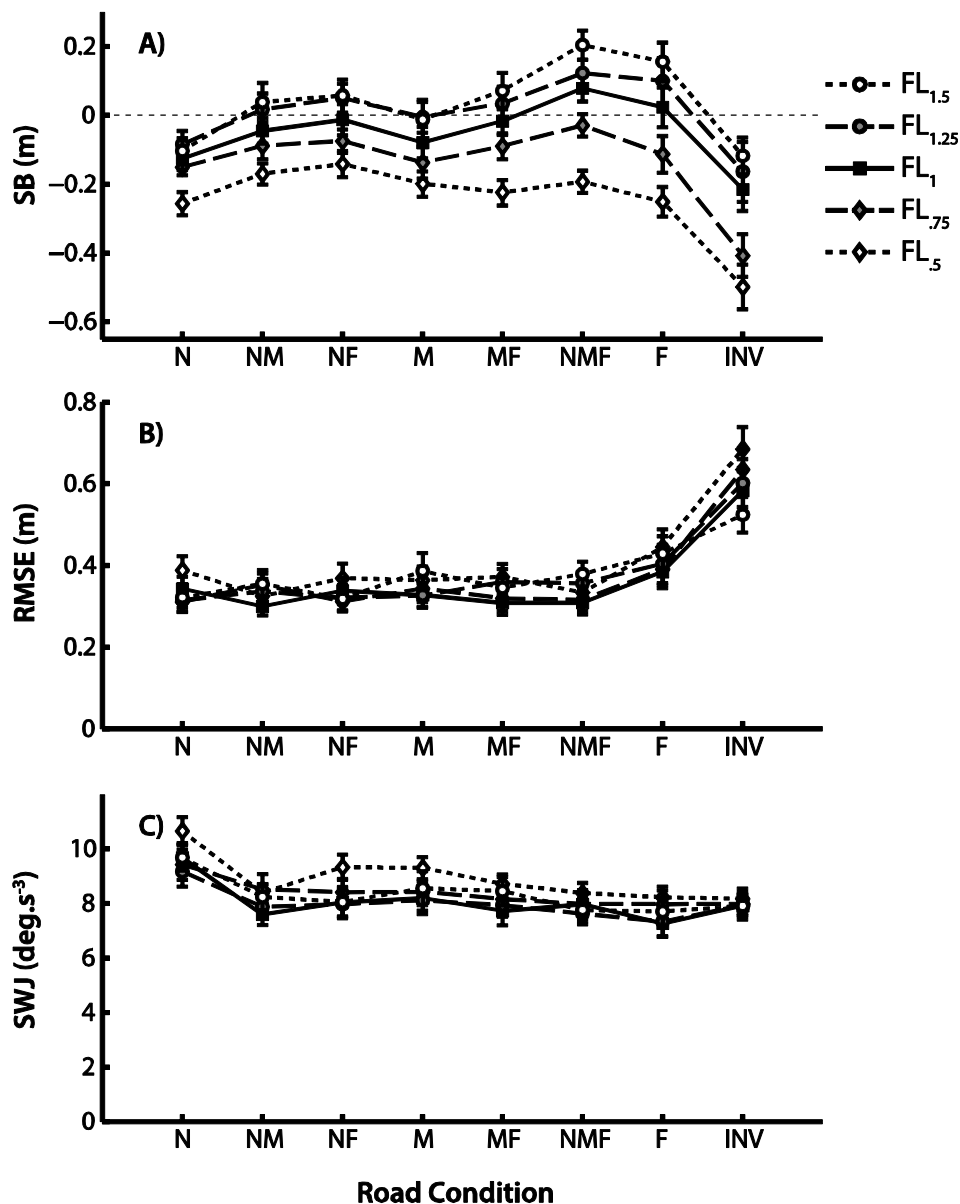 A)
0.2
0
−0.2
−0.4
−0.6
SB (m)
N NM NF M MF NMF F INV
FL1.5
FL1.25
FL1
FL.75
FL.5
B)
0.8
0.6
0.4
0.2
0
RMSE (m)
N NM NF M MF NMF F INV
C)
10
8
6
4
2
0
SWJ (deg.s-3)
N NM NF M MF NMF F INV
Road Condition